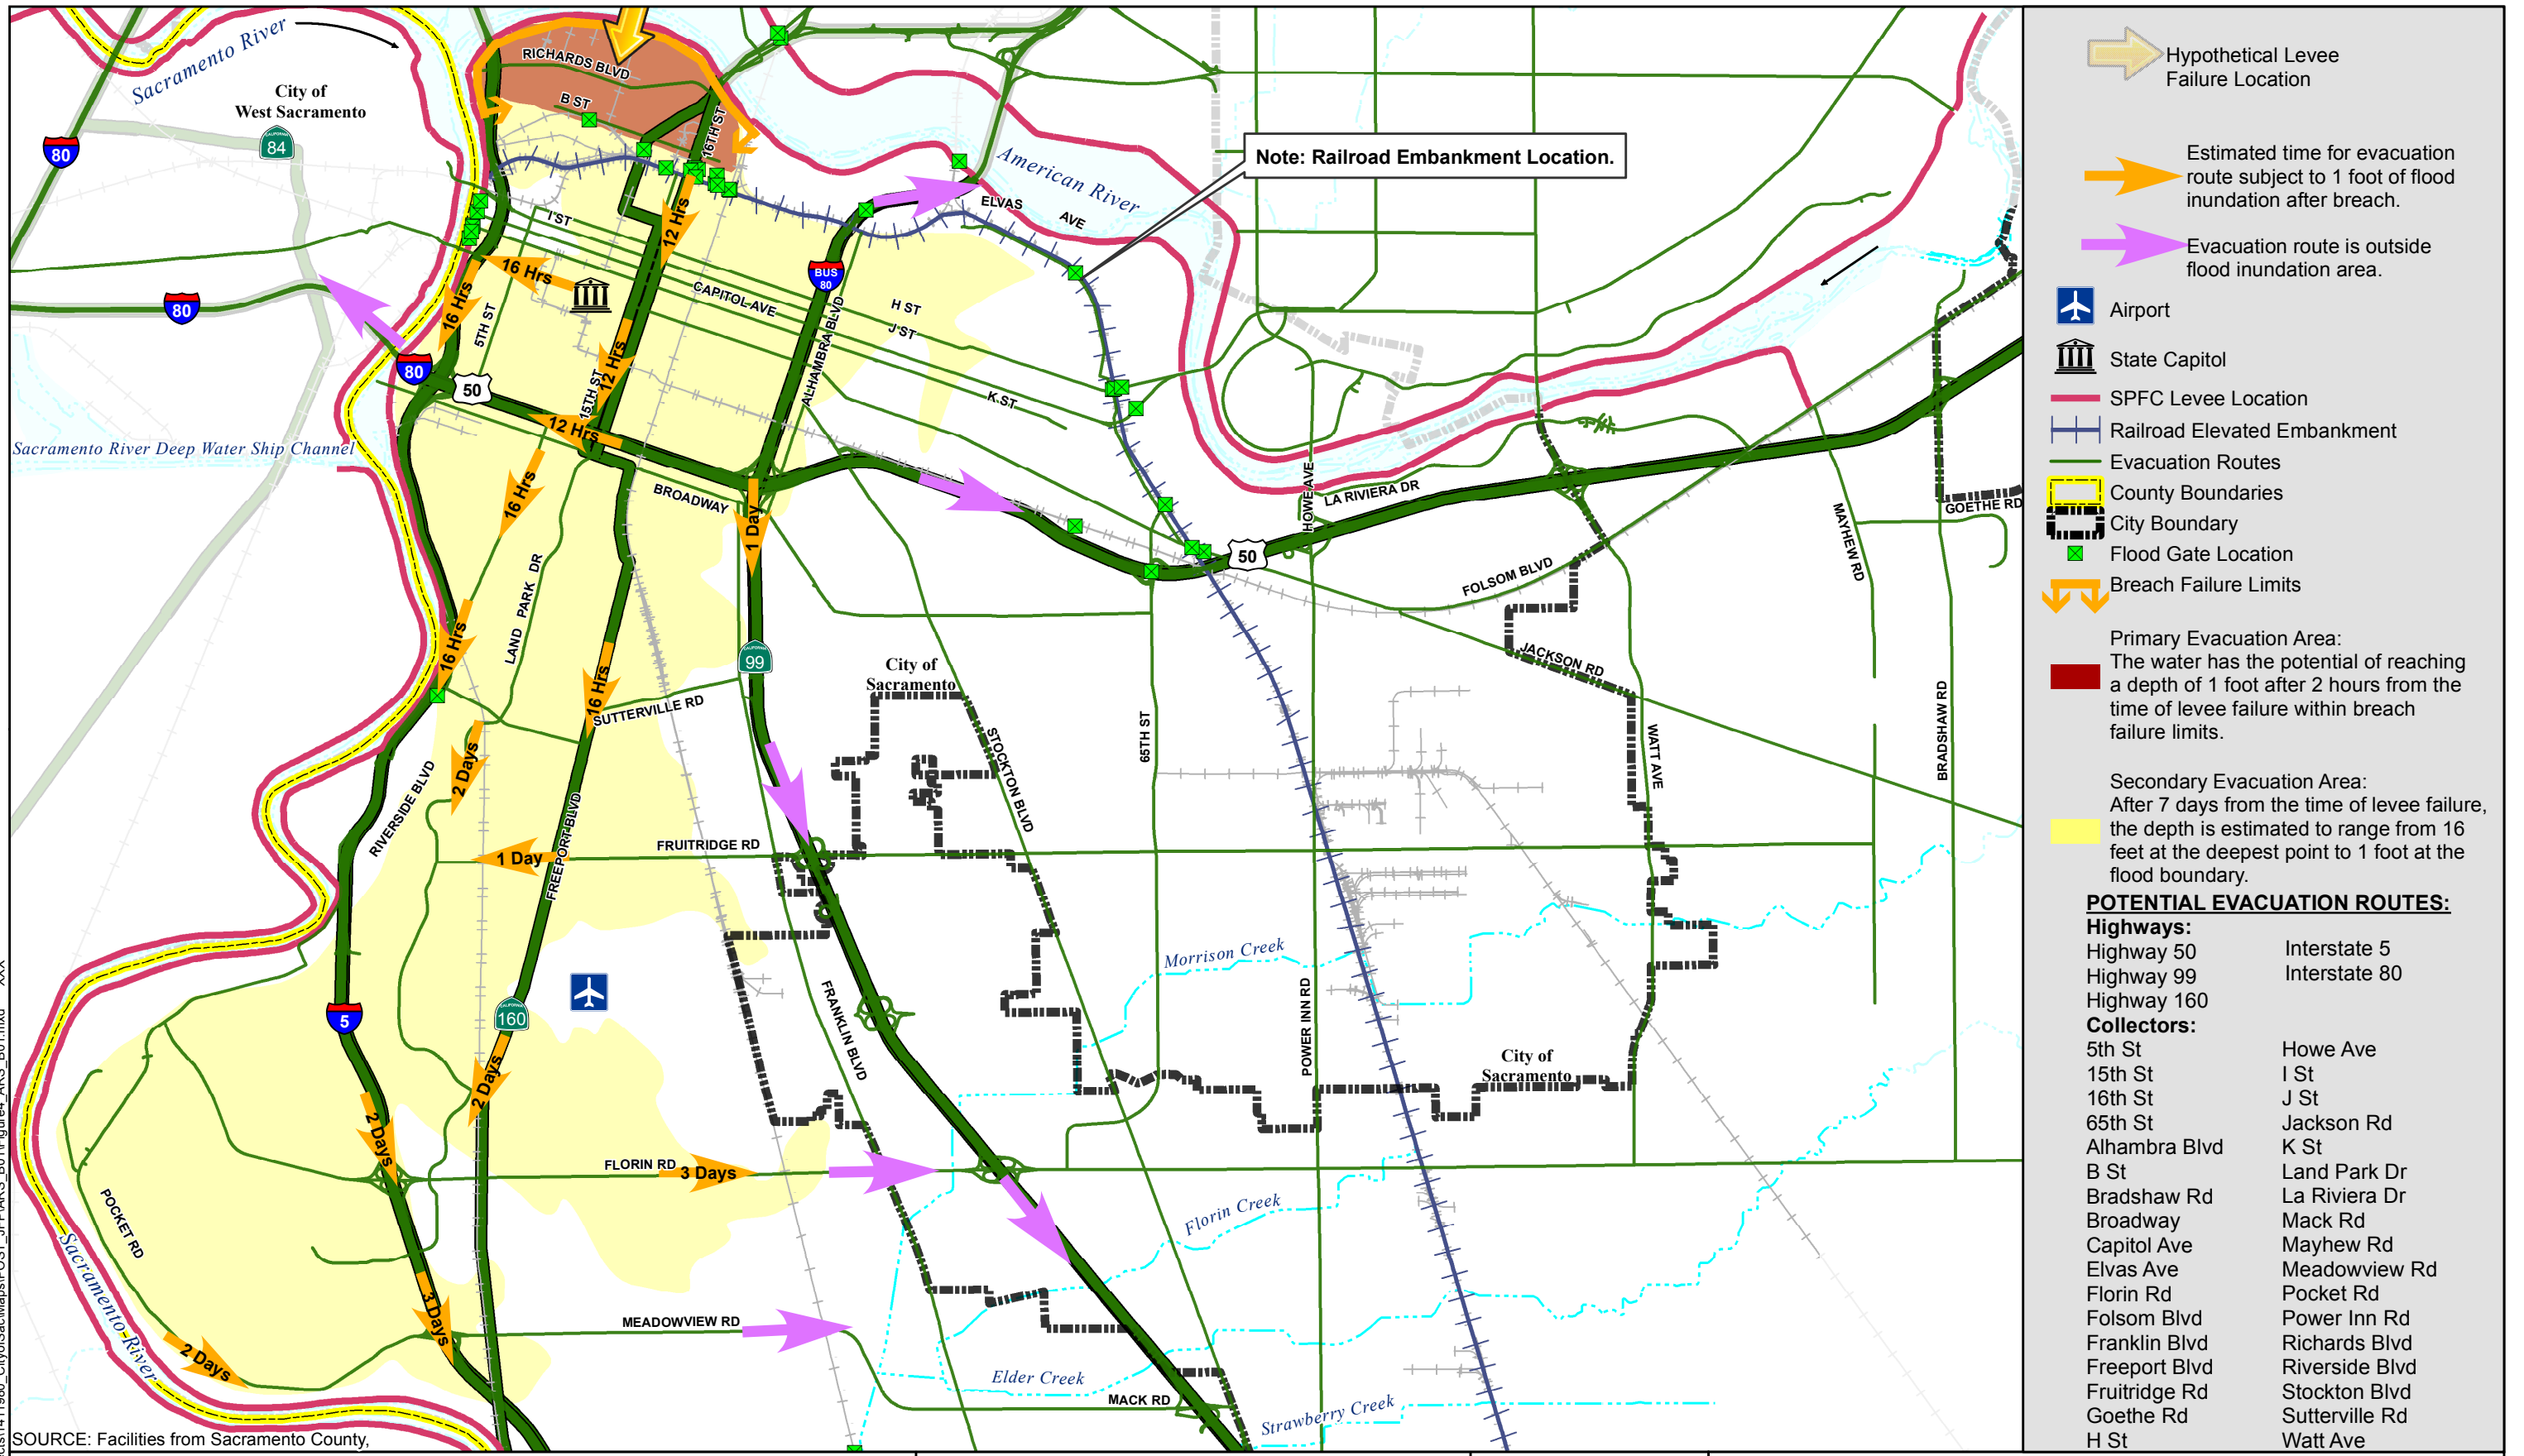 Sacramento River
City of
West Sacramento
84
80
80
80
50
RICHARDS BLVD
B ST
16TH ST
I ST
12 Hrs
16 Hrs
16 Hrs
5TH ST
CAPITOL AVE
H ST
J ST
K ST
BUS
80
ALHAMBRA BLVD
ELVAS
AVE
American River
Note: Railroad Embankment Location.
12 Hrs
15TH ST
12 Hrs
Sacramento River Deep Water Ship Channel
16 Hrs
BROADWAY
1 Day
HOWE AVE
LA RIVIERA DR
50
FOLSOM BLVD
MAYHEW RD
GOETHE RD
JACKSON RD
LAND PARK DR
16 Hrs
16 Hrs
CALIFORNIA
99
SUTTERVILLE RD
City of
Sacramento
STOCKTON BLVD
65TH ST
WATT AVE
BRADSHAW RD
2 Days
RIVERSIDE BLVD
FREEPORT BLVD
1 Day
FRUITRIDGE RD
Morrison Creek
FRANKLIN BLVD
POWER INN RD
5
CALIFORNIA
160
2 Days
2 Days
City of
Sacramento
FLORIN RD
3 Days
POCKET RD
Florin Creek
Sacramento River
2 Days
3 Days
MEADOWVIEW RD
Elder Creek
MACK RD
Strawberry Creek
SOURCE: Facilities from Sacramento County,
Hypothetical Levee
Failure Location
Estimated time for evacuation
route subject to 1 foot of flood
inundation after breach.
Evacuation route is outside
flood inundation area.
Airport
State Capitol
SPFC Levee Location
Railroad Elevated Embankment
Evacuation Routes
County Boundaries
City Boundary
Flood Gate Location
Breach Failure Limits
Primary Evacuation Area:
The water has the potential of reaching
a depth of 1 foot after 2 hours from the
time of levee failure within breach
failure limits.
Secondary Evacuation Area:
After 7 days from the time of levee failure,
the depth is estimated to range from 16
feet at the deepest point to 1 foot at the
flood boundary.
POTENTIAL EVACUATION ROUTES:
Highways:
Highway 50
Highway 99
Highway 160
Interstate 5
Interstate 80
Collectors:
5th St
15th St
16th St
65th St
Alhambra Blvd
B St
Bradshaw Rd
Broadway
Capitol Ave
Elvas Ave
Florin Rd
Folsom Blvd
Franklin Blvd
Freeport Blvd
Fruitridge Rd
Goethe Rd
H St
Howe Ave
I St
J St
Jackson Rd
K St
Land Park Dr
La Riviera Dr
Mack Rd
Mayhew Rd
Meadowview Rd
Pocket Rd
Power Inn Rd
Richards Blvd
Riverside Blvd
Stockton Blvd
Sutterville Rd
Watt Ave